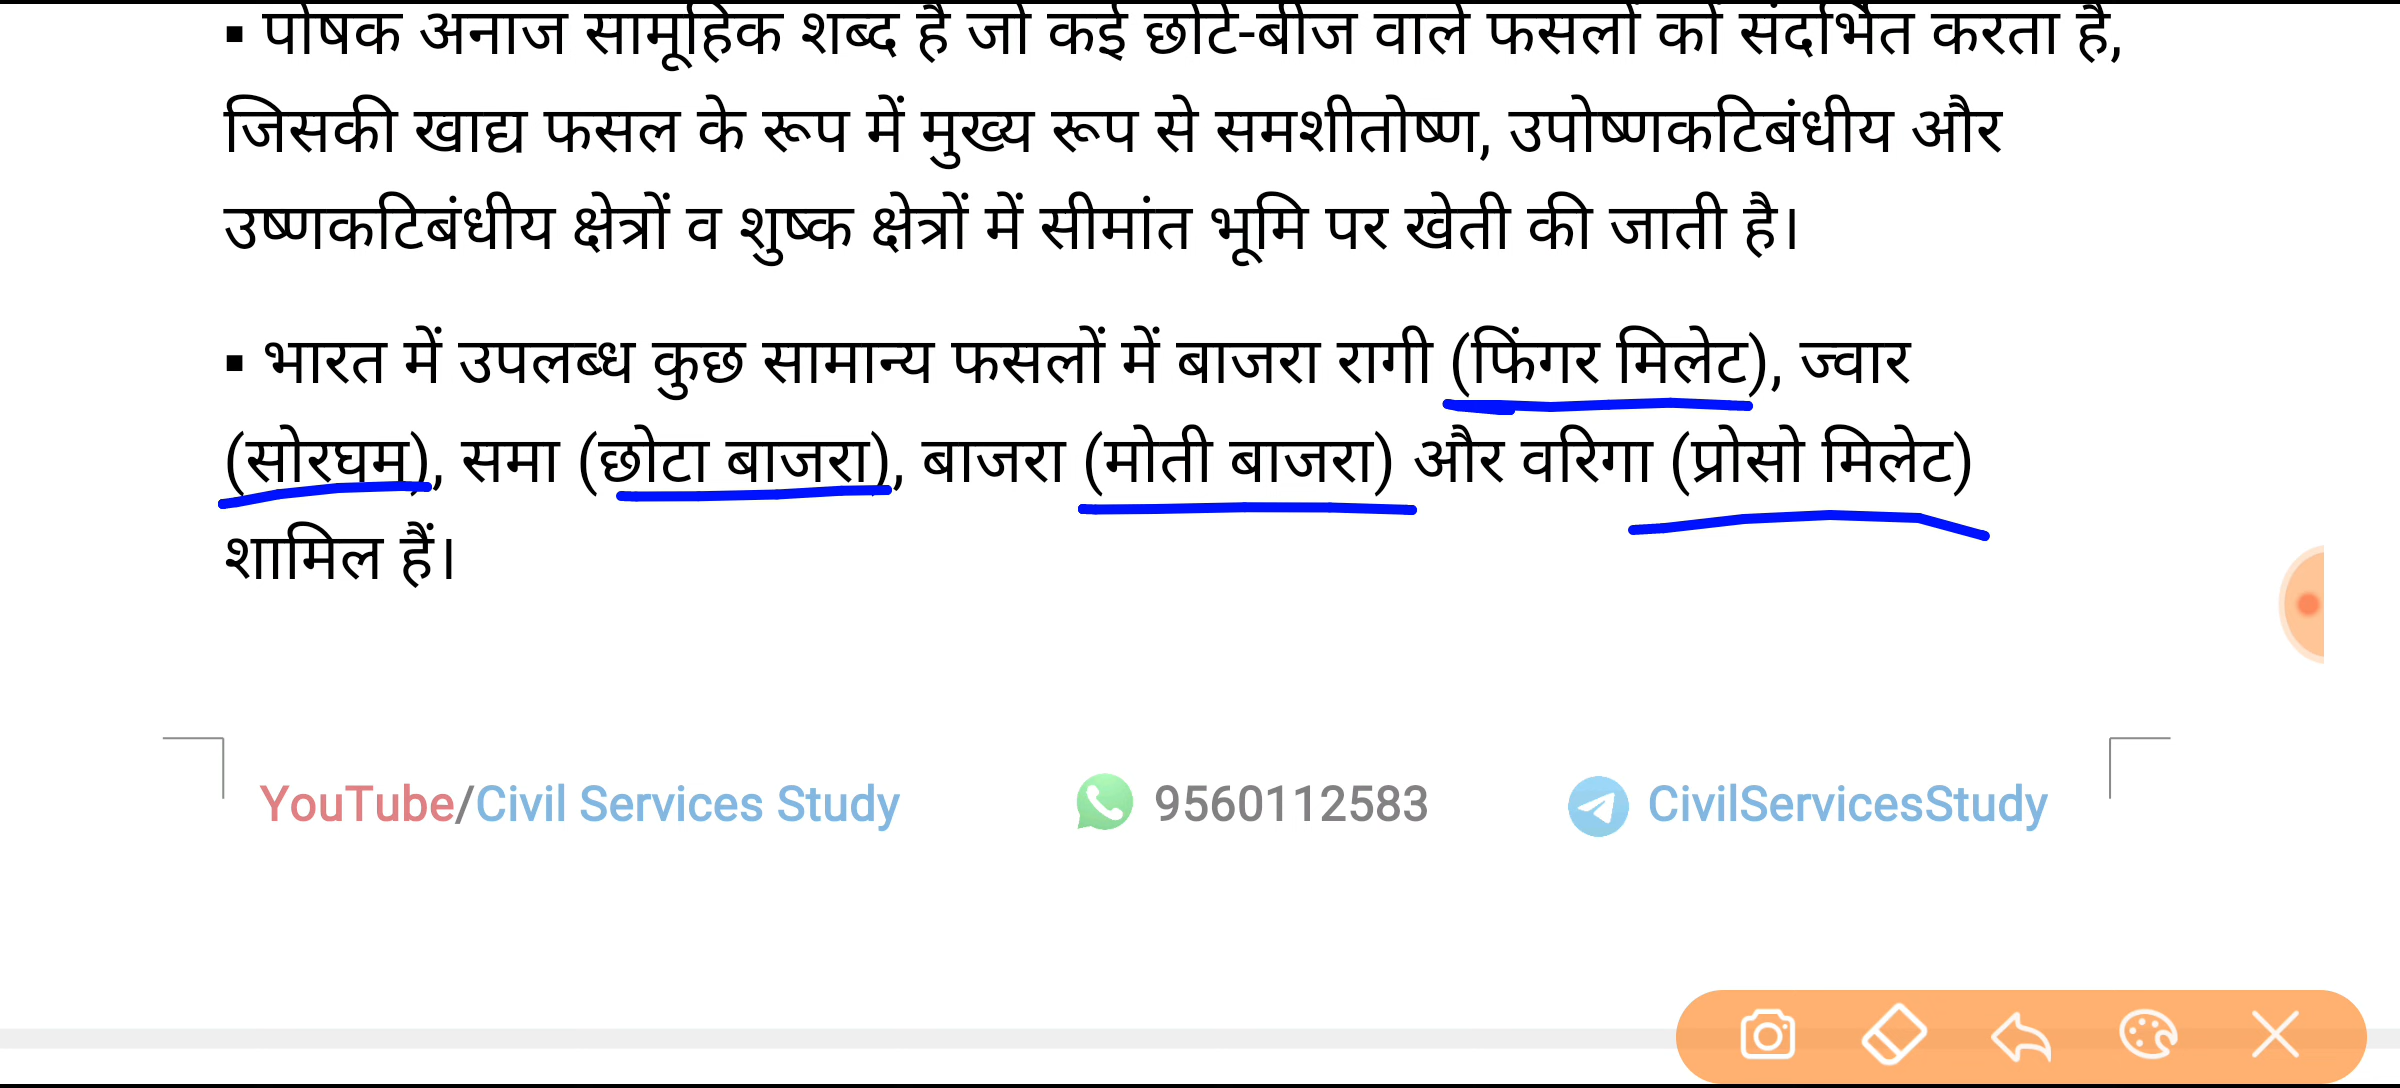 ▪ पोषक अनाज सामूहिक शब्द है जो कई छोटे-बीज वाले फसलों को संदर्भित करता है,
जिसकी खाद्य फसल के रूप में मुख्य रूप से समशीतोष्ण, उपोष्णकटिबंधीय और
उष्णकटिबंधीय क्षेत्रों व शुष्क क्षेत्रों में सीमांत भूमि पर खेती की जाती है।
▪ भारत में उपलब्ध कुछ सामान्य फसलों में बाजरा रागी (फिंगर मिलेट), ज्वार
(सोरघम), समा (छोटा बाजरा), बाजरा (मोती बाजरा) और वरिगा (प्रोसो मिलेट)
शामिल हैं।
YouTube/Civil Services Study 9560112583 CivilServicesStudy